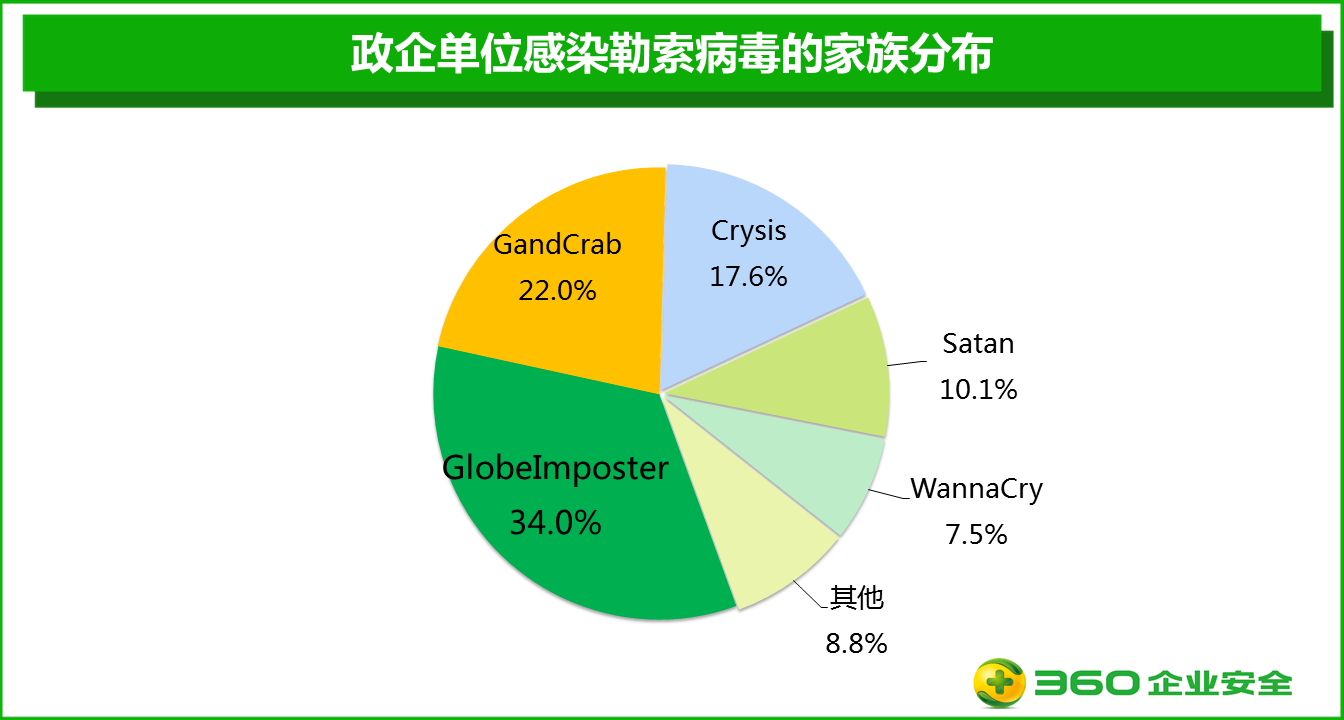 政企单位感染勒索病毒的家族分布
Crysis
17.6%
GandCrab
22.0%
Satan
10.1%
GlobeImposter
34.0%
WannaCry
7.5%
其他
8.8%
360企业安全